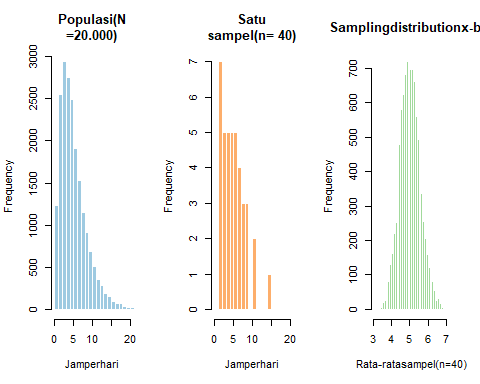 Populasi(N
=20.000)
Frequency
0 500 1000 1500 2000 2500 3000
0 5 10 15 20
Jamperhari
Satu
sampel(n= 40)
Frequency
0 1 2 3 4 5 6 7
0 5 10 20
Jamperhari
Samplingdistributionx-b
Frequency
0 100 200 300 400 500 600 700
3 4 5 6 7
Rata-ratasampel(n=40)